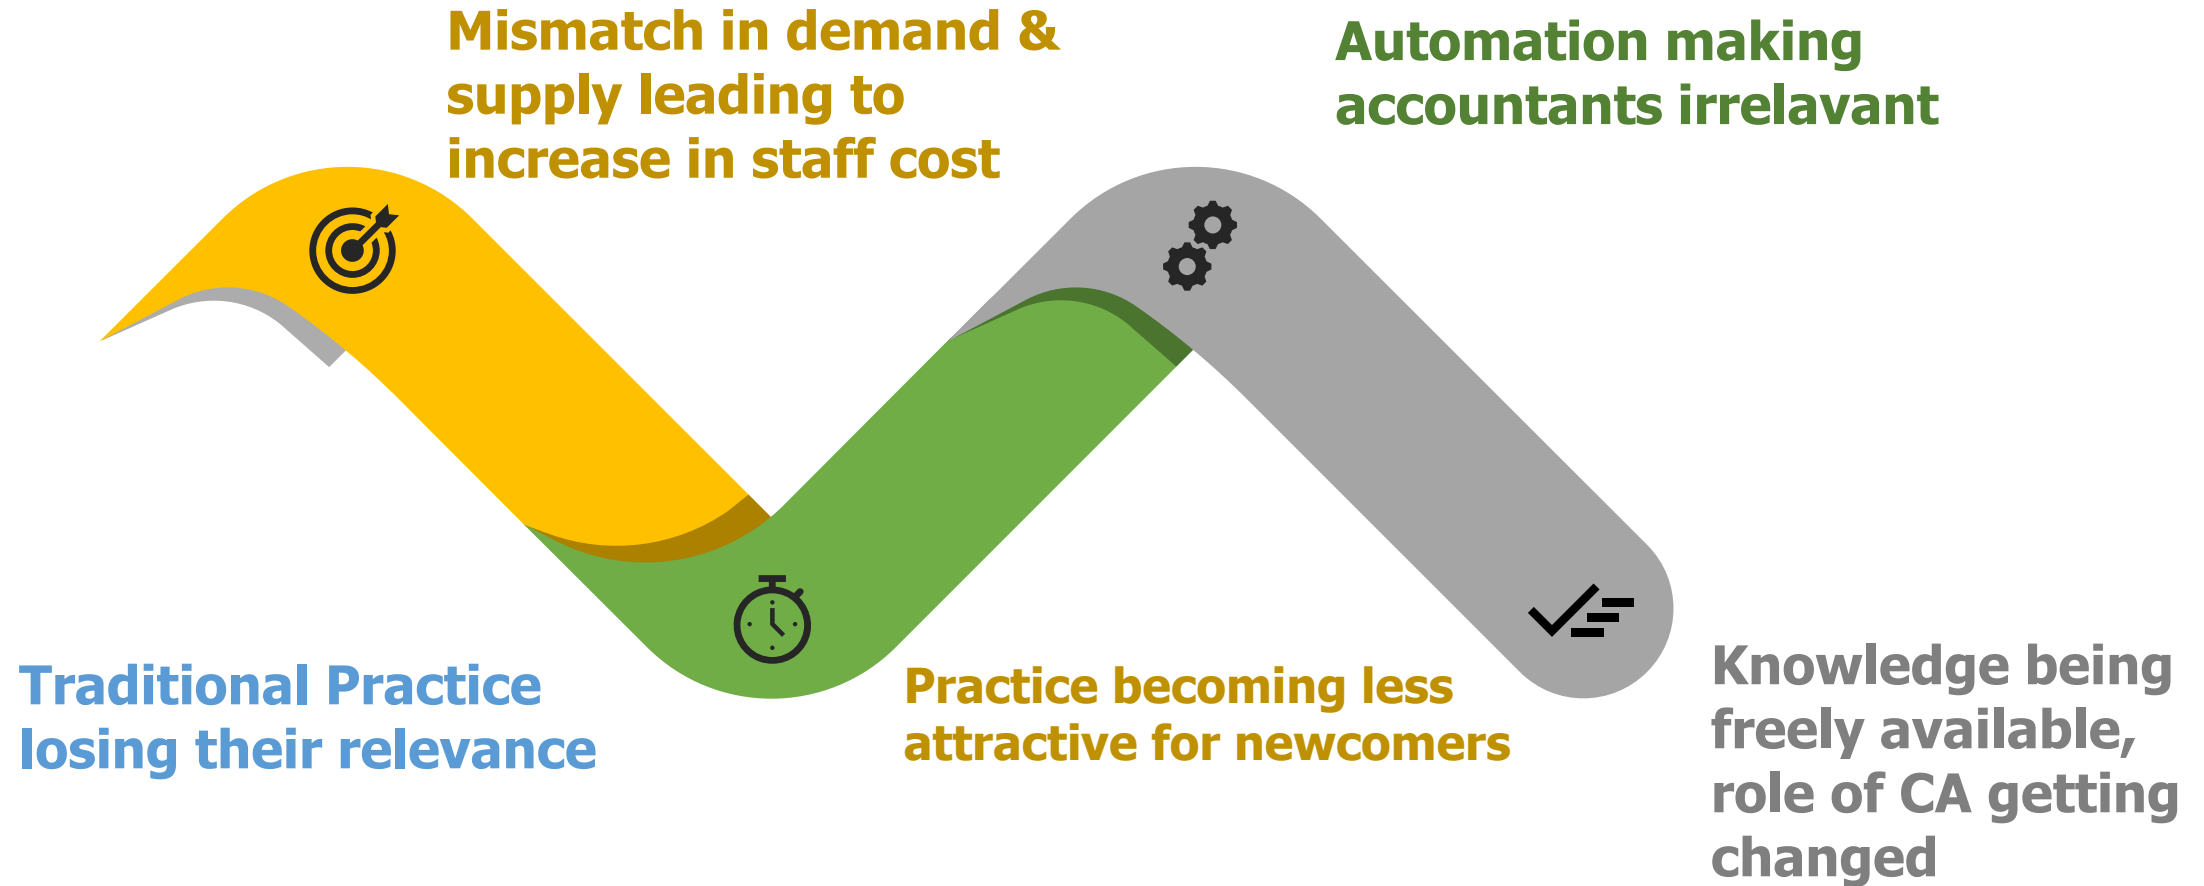 Mismatch in demand &
supply leading to
increase in staff cost
Automation making
accountants irrelavant
Traditional Practice
losing their relevance
Practice becoming less
attractive for newcomers
Knowledge being
freely available,
role of CA getting
changed